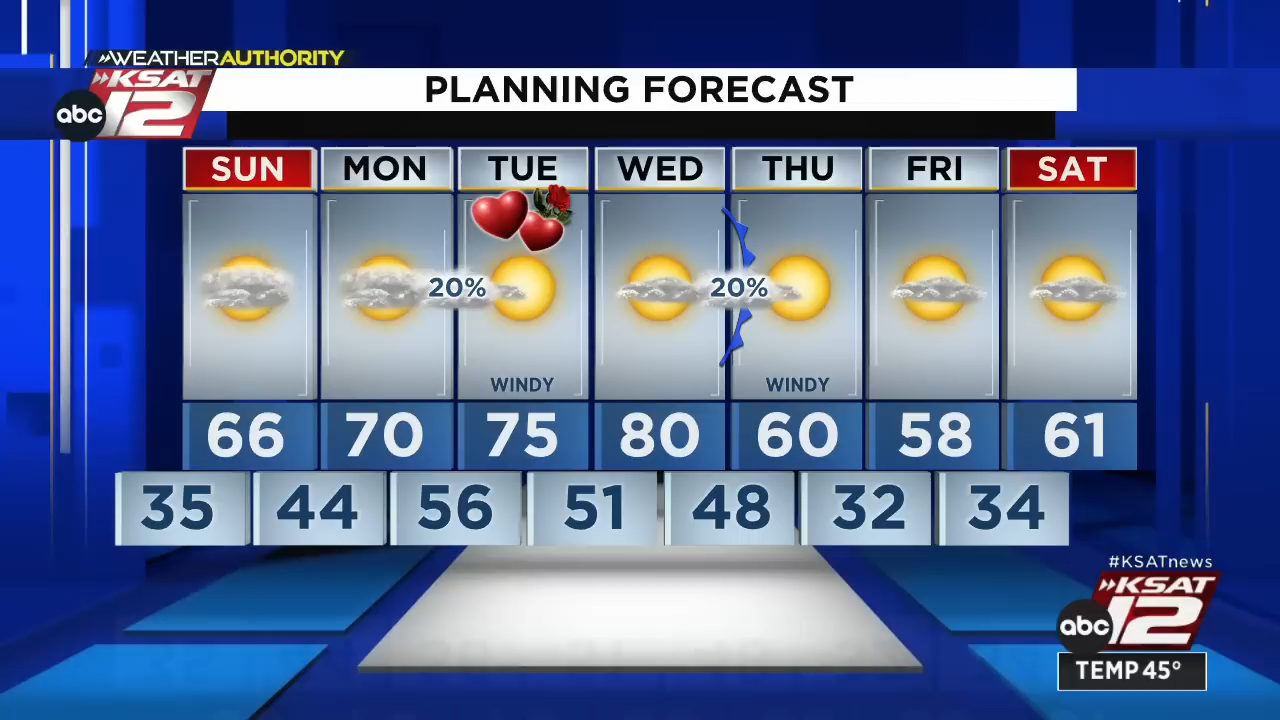 WEATHERAUTHORITY
KSAT
abc 12
PLANNING FORECAST
SUN MON TUE WED THU FRI SAT
20% 20%
WINDY WINDY
66 70 75 80 60 58 61
35 44 56 51 48 32 34
#KSATnews
KSAT
abc 12
TEMP 45°